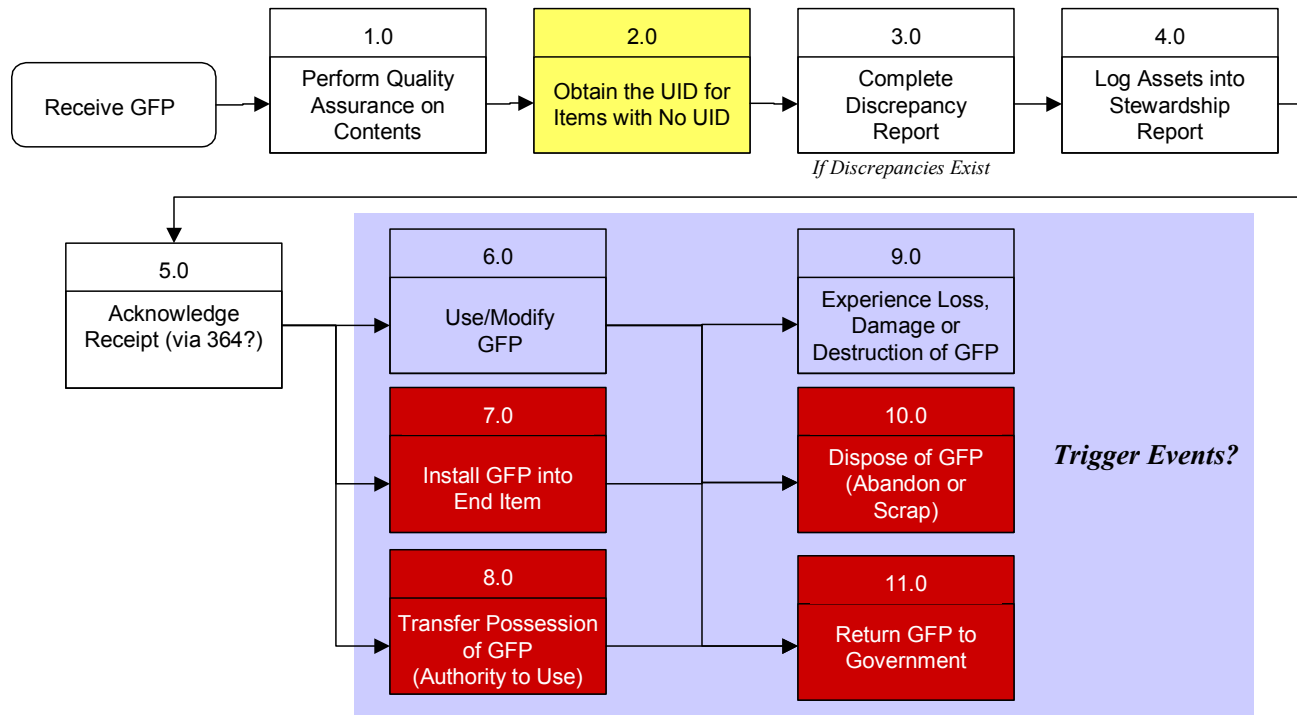 Receive GFP
1.0
Perform Quality
Assurance on
Contents
2.0
Obtain the UID for
Items with No UID
3.0
Complete
Discrepancy
Report
If Discrepancies Exist
4.0
Log Assets into
Stewardship
Report
5.0
Acknowledge
Receipt (via 364?)
6.0
Use/Modify
GFP
9.0
Experience Loss,
Damage or
Destruction of GFP
7.0
Install GFP into
End Item
10.0
Dispose of GFP
(Abandon or
Scrap)
Trigger Events?
8.0
Transfer Possession
of GFP
(Authority to Use)
11.0
Return GFP to
Government